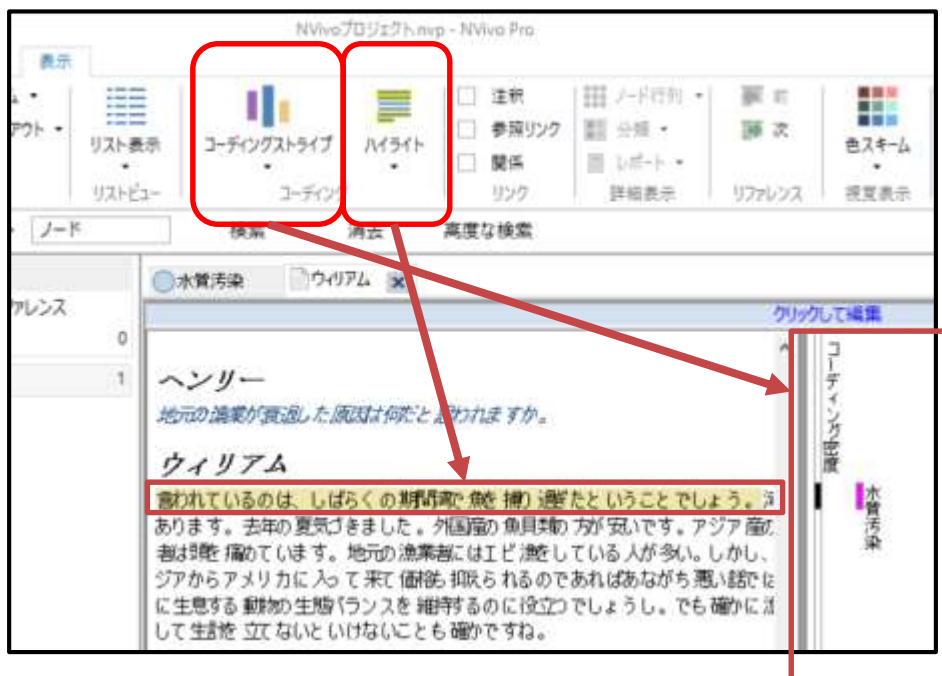 NVivoプロジェクト.nvp - NVivo Pro
表示
アウト
リスト表示
コーディングストライプ
ハイライト
注釈
参照リンク
関係
ノード行列
分類
レポート
前
次
色スキーム
リストビュー
コーディング
リンク
詳細表示
リファレンス
視覚表示
ノード
検索
消去
高度な検索
水質汚染
ウィリアム
ファレンス
0
1
クリックして編集
ヘンリー
地元の漁業が衰退した原因は何だと思われますか。
ウィリアム
言われているのは、しばらくの期間で魚を捕り過ぎたということでしょう。
あります。去年の夏気づきました。外国産の魚貝類の方が安いです。アジア産の
者は頭を痛めています。地元の漁業者にはエビ漁をしている人が多い。しかし、
ジアからアメリカに入って来て価格も抑えられるのであればあながち悪い話では
に生息する動物の生態バランスを維持するのに役立つでしょうし。でも確かに
して生計を立てないといけないことも確かですね。
コーディング密度
水質汚染